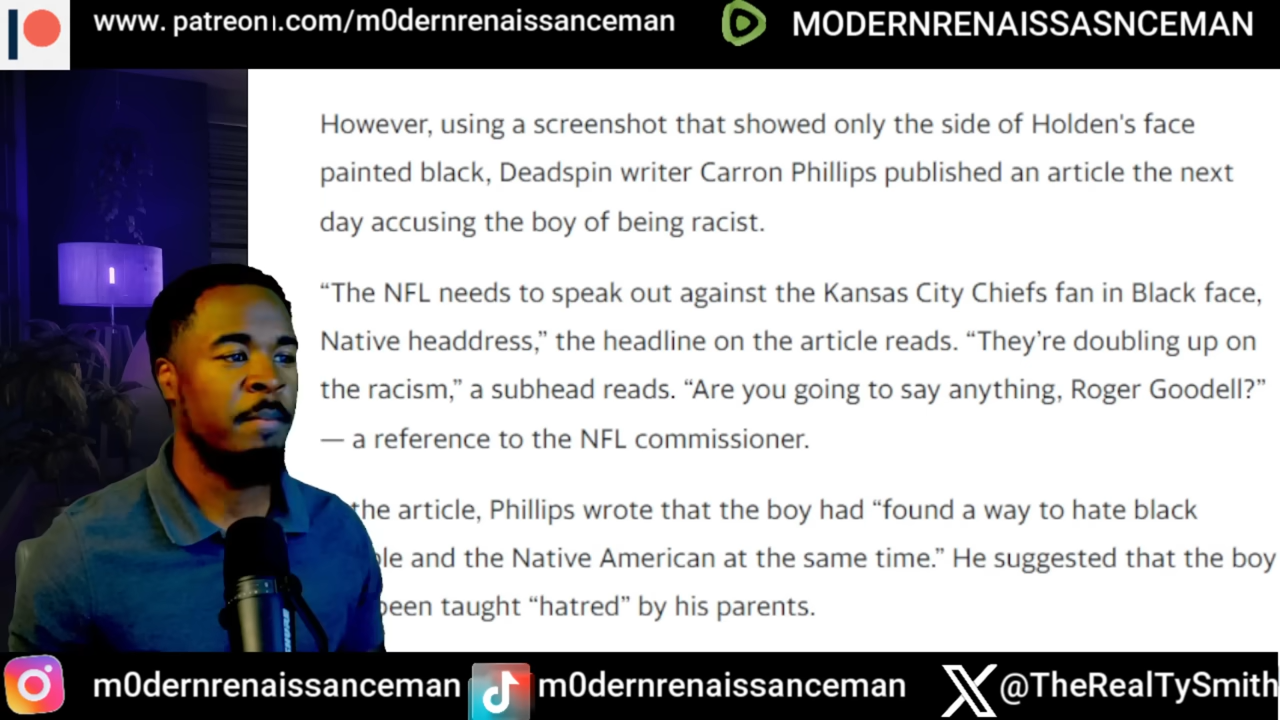 www. patreon.com/m0dernrenaissanceman
MODERNRENAISSASNCEMAN
However, using a screenshot that showed only the side of Holden's face
painted black, Deadspin writer Carron Phillips published an article the next
day accusing the boy of being racist.
“The NFL needs to speak out against the Kansas City Chiefs fan in Black face,
Native headdress,” the headline on the article reads. “They’re doubling up on
the racism,” a subhead reads. “Are you going to say anything, Roger Goodell?”
— a reference to the NFL commissioner.
the article, Phillips wrote that the boy had “found a way to hate black
and the Native American at the same time.” He suggested that the boy
been taught “hatred” by his parents.
m0dernrenaissanceman
m0dernrenaissanceman
@TheRealTySmith